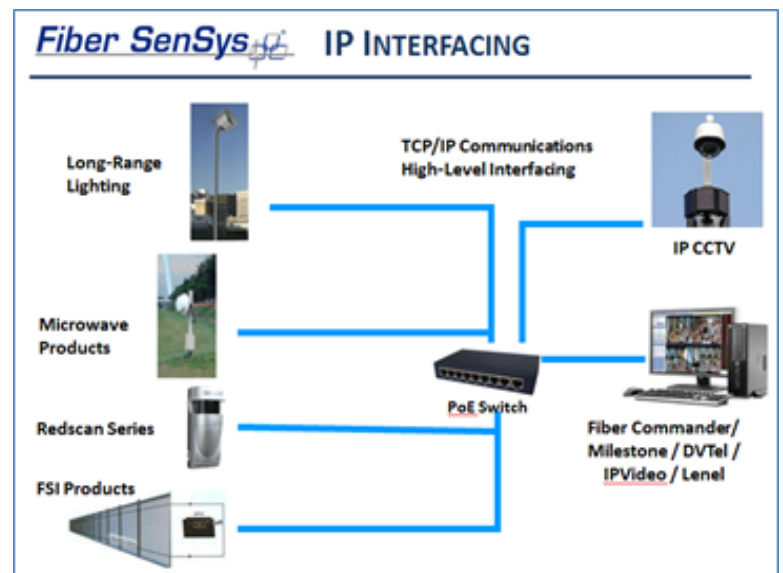 Fiber SenSys
IP INTERFACING
Long-Range
Lighting
TCP/IP Communications
High-Level Interfacing
IP CCTV
Microwave
Products
PoE Switch
Redscan Series
Fiber Commander/
Milestone / DVTel /
IPVideo / Lenel
FSI Products